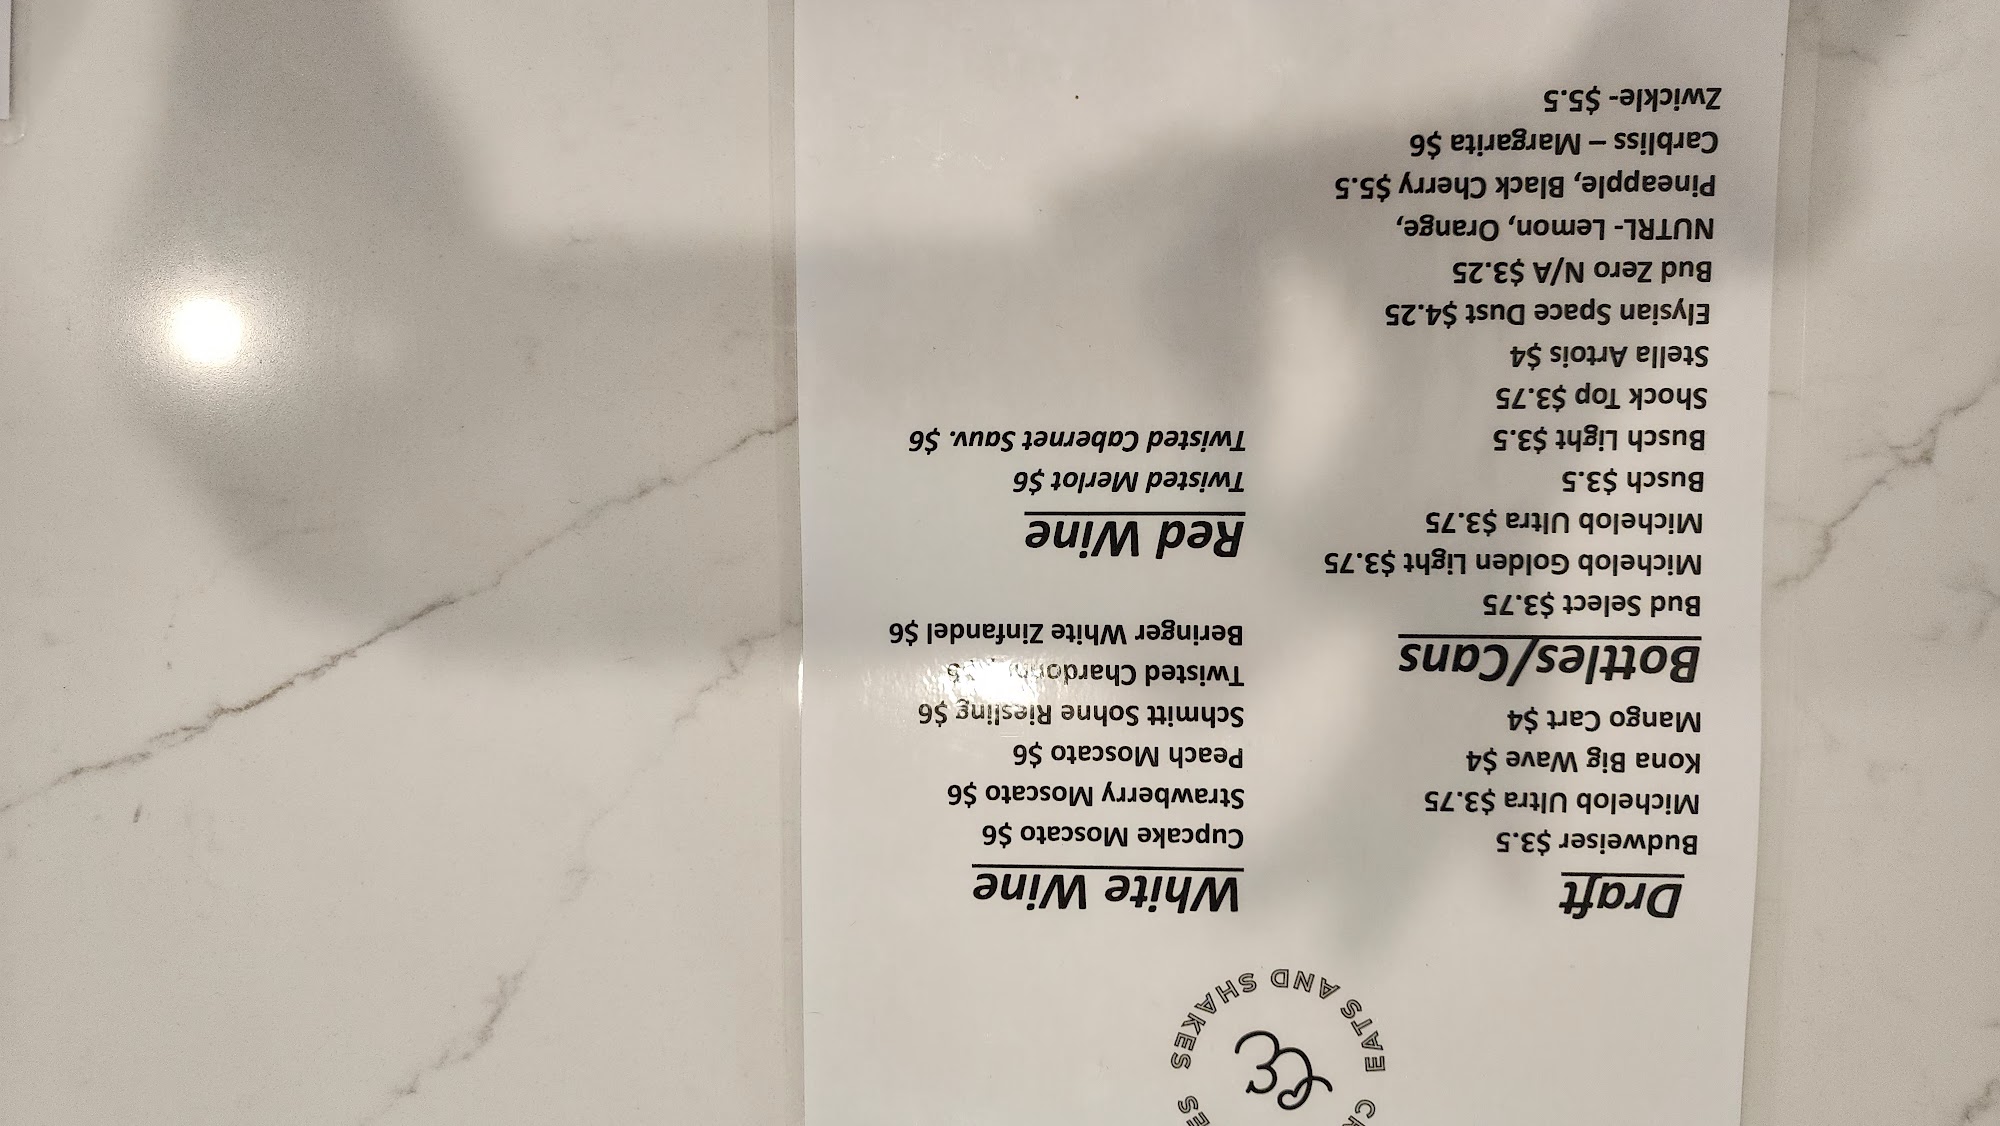 EATS AND SHAKES
Draft
Budweiser $3.5
Michelob Ultra $3.75
Kona Big Wave $4
Mango Cart $4
Bottles/Cans
Bud Select $3.75
Michelob Golden Light $3.75
Michelob Ultra $3.75
Busch $3.5
Busch Light $3.5
Shock Top $3.75
Stella Artois $4
Elysian Space Dust $4.25
Bud Zero N/A $3.25
NUTRL- Lemon, Orange,
Pineapple, Black Cherry $5.5
Carbliss – Margarita $6
Zwickle- $5.5
White Wine
Cupcake Moscato $6
Strawberry Moscato $6
Peach Moscato $6
Schmitt Sohne Riesling $6
Twisted
Beringer White Zinfandel $6
Red Wine
Twisted Merlot $6
Twisted Cabernet Sauv. $6